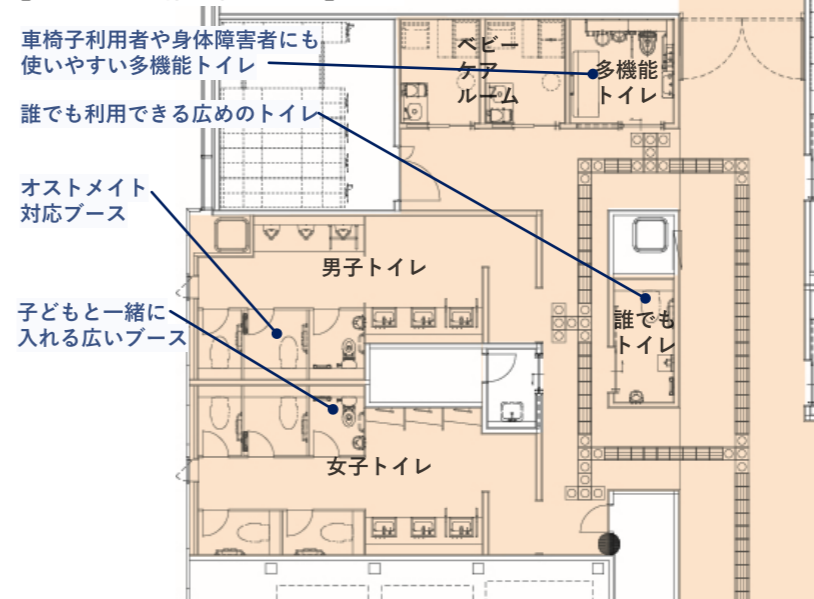 車椅子利用者や身体障害者にも
使いやすい多機能トイレ
誰でも利用できる広めのトイレ
オストメイト
対応ブース
子どもと一緒に
入れる広いブース
ベビー
ケア
ルーム
多機能
トイレ
男子トイレ
誰でも
トイレ
女子トイレ